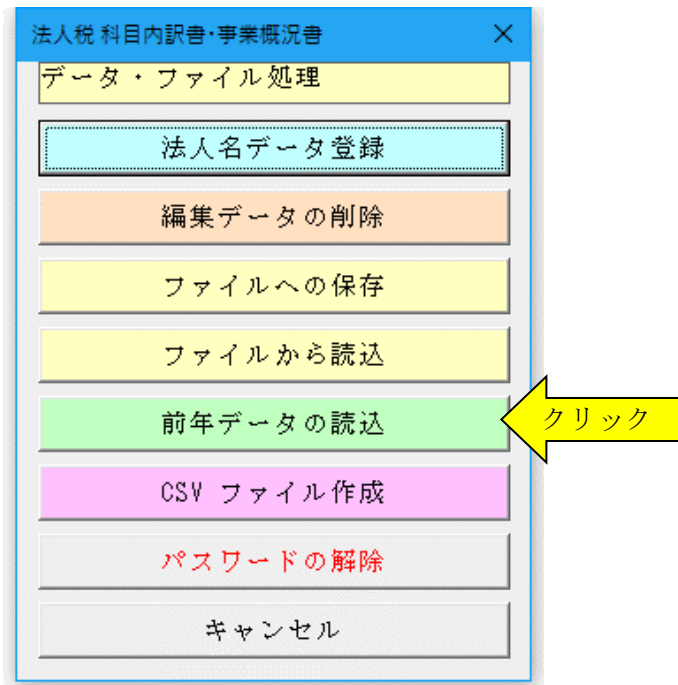 法人税 科目内訳書･事業概況書
データ・ファイル処理
法人名データ登録
編集データの削除
ファイルへの保存
ファイルから読込
前年データの読込
クリック
CSV ファイル作成
パスワードの解除
キャンセル